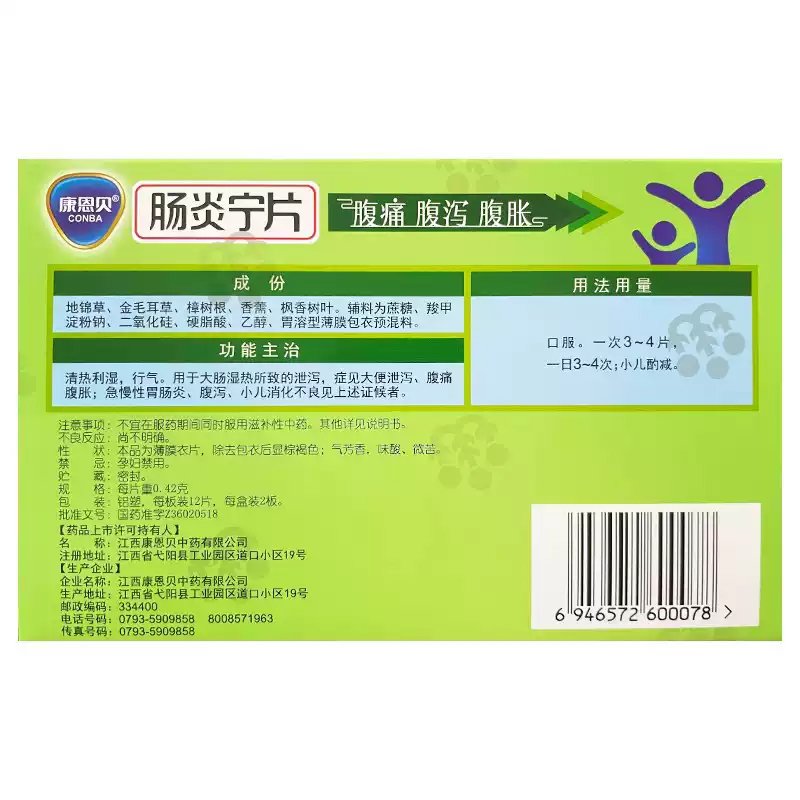 康恩贝®
CONBA
肠炎宁片
腹痛 腹泻 腹胀
成 份
地锦草、金毛耳草、樟树根、香薷、枫香树叶。辅料为蔗糖、羧甲
淀粉钠、二氧化硅、硬脂酸、乙醇、胃溶型薄膜包衣预混料。
功能主治
清热利湿，行气。用于大肠湿热所致的泄泻，症见大便泄泻、腹痛
腹胀；急慢性胃肠炎、腹泻、小儿消化不良见上述证候者。
用法用量
口服。一次3~4片，
一日3~4次；小儿酌减。
注意事项：不宜在服药期间同时服用滋补性中药。其他详见说明书。
不良反应：尚不明确。
性 状：本品为薄膜衣片，除去包衣后显棕褐色；气芳香，味酸、微苦。
禁 忌：孕妇禁用。
贮 藏：密封。
规 格：每片重0.42克
包 装：铝塑，每板装12片，每盒装2板。
批准文号：国药准字Z36020518
【药品上市许可持有人】
名 称：江西康恩贝中药有限公司
注册地址：江西省弋阳县工业园区道口小区19号
【生产企业】
企业名称：江西康恩贝中药有限公司
生产地址：江西省弋阳县工业园区道口小区19号
邮政编码：334400
电话号码：0793-5909858 8008571963
传真号码：0793-5909858
6 946572 600078 >